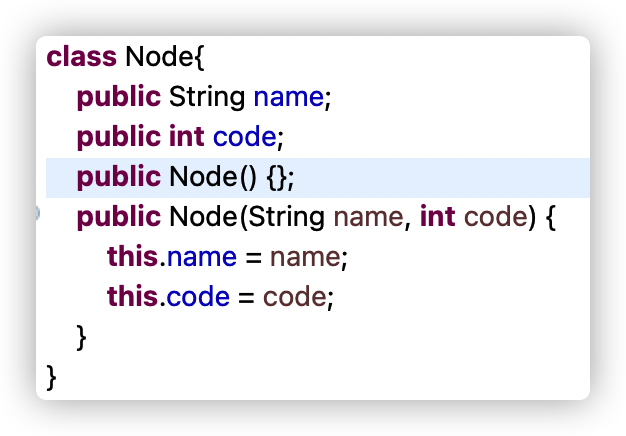 class Node{
public String name;
public int code;
public Node() {};
public Node(String name, int code) {
this.name = name;
this.code = code;
}
}